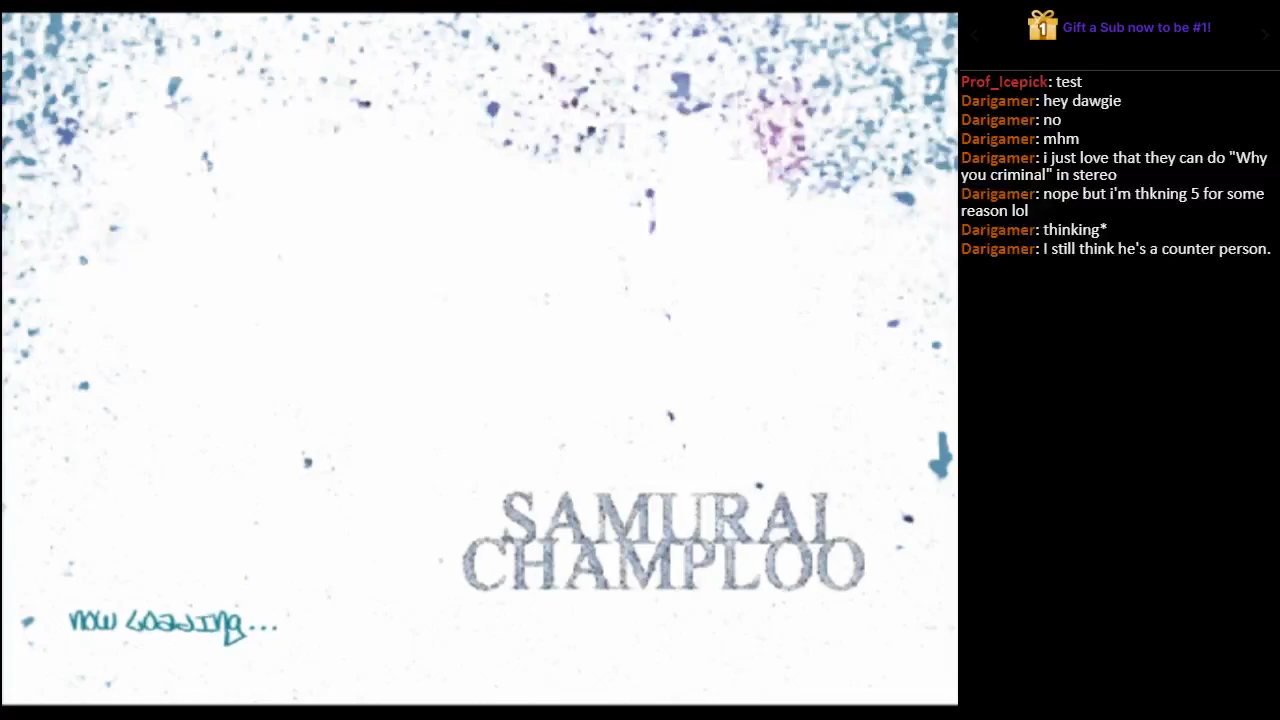 1 Gift a Sub now to be #1!
Prof_Icepick: test
Darigamer: hey dawgie
Darigamer: no
Darigamer: mhm
Darigamer: i just love that they can do "Why
you criminal" in stereo
Darigamer: nope but i'm thkning 5 for some
reason lol
Darigamer: thinking*
Darigamer: I still think he's a counter person.
SAMURAI
CHAMPLOO
now loading...